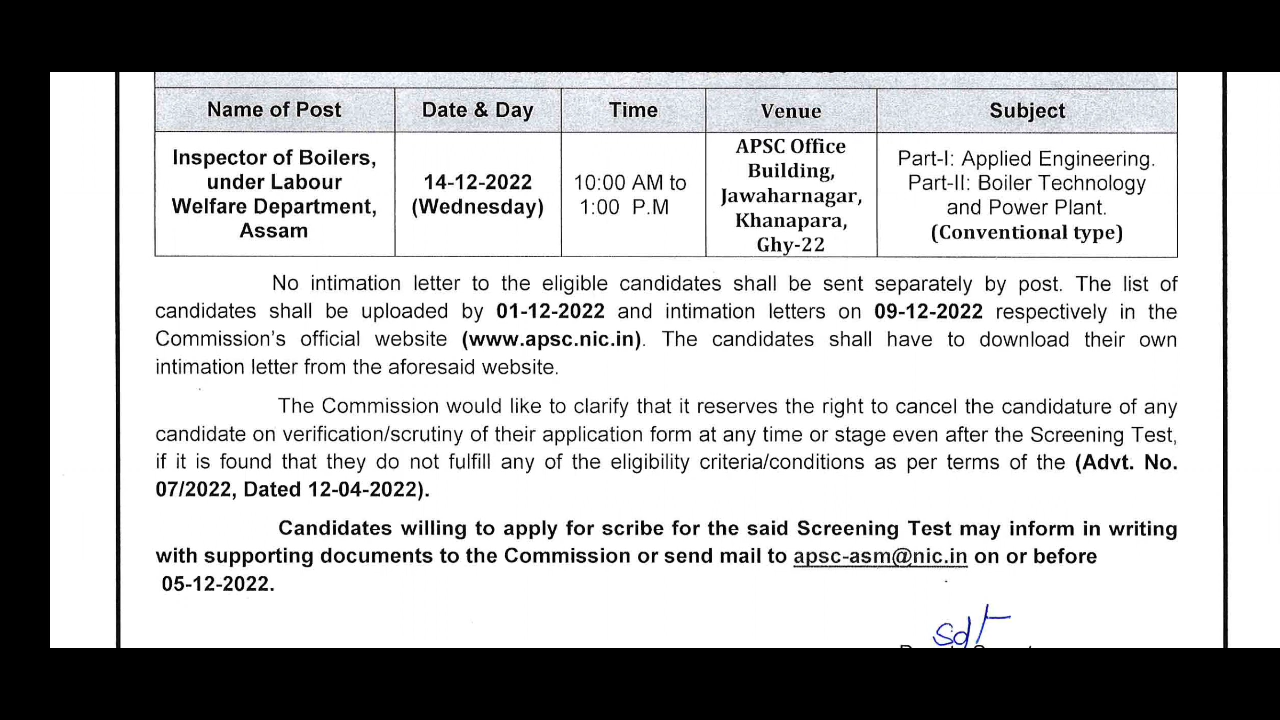 Name of Post Date & Day Time Venue Subject
Inspector of Boilers,
under Labour
Welfare Department,
Assam
14-12-2022
(Wednesday)
10:00 AM to
1:00 P.M
APSC Office
Building,
Jawaharnagar,
Khanapara,
Ghy-22
Part-I: Applied Engineering.
Part-II: Boiler Technology
and Power Plant.
(Conventional type)
No intimation letter to the eligible candidates shall be sent separately by post. The list of
candidates shall be uploaded by 01-12-2022 and intimation letters on 09-12-2022 respectively in the
Commission's official website (www.apsc.nic.in). The candidates shall have to download their own
intimation letter from the aforesaid website.
The Commission would like to clarify that it reserves the right to cancel the candidature of any
candidate on verification/scrutiny of their application form at any time or stage even after the Screening Test,
if it is found that they do not fulfill any of the eligibility criteria/conditions as per terms of the (Advt. No.
07/2022, Dated 12-04-2022).
Candidates willing to apply for scribe for the said Screening Test may inform in writing
with supporting documents to the Commission or send mail to apsc-asm@nic.in on or before
05-12-2022.
Sd/-